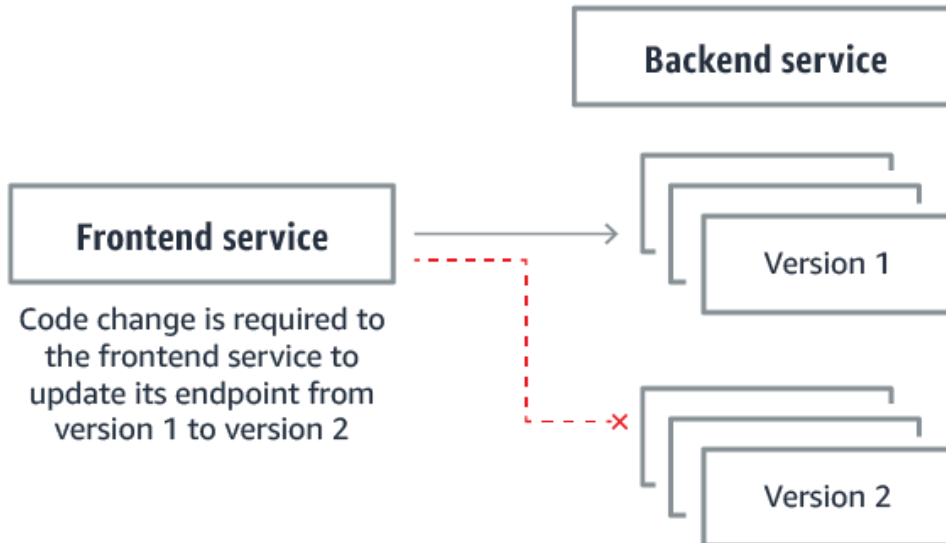 Backend service
Frontend service
Code change is required to
the frontend service to
update its endpoint from
version 1 to version 2
Version 1
Version 2